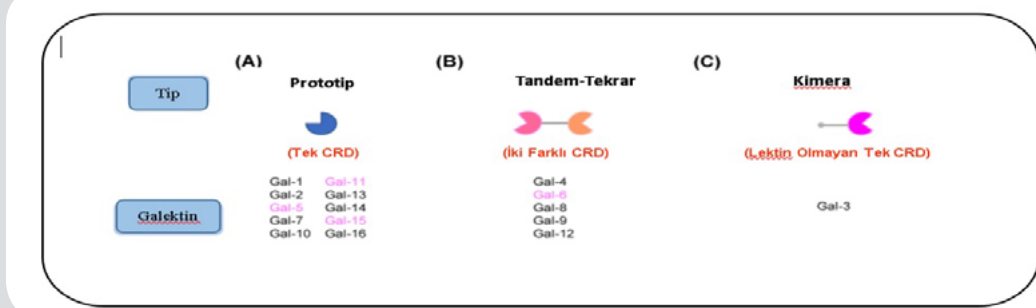 (A)
(B)
(C)
Tip
Prototip
Tandem-Tekrar
Kimera
(Tek CRD)
(İki Farklı CRD)
(Lektin Olmayan Tek CRD)
Galektin
Gal-1 Gal-11
Gal-2 Gal-13
Gal-5 Gal-14
Gal-7 Gal-15
Gal-10 Gal-16
Gal-4
Gal-6
Gal-8
Gal-9
Gal-12
Gal-3